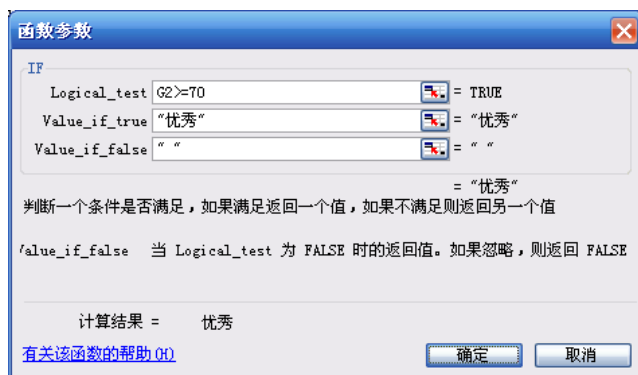 函数参数
IF
Logical_test G2>=70 = TRUE
Value_if_true "优秀" = "优秀"
Value_if_false " " = " "
= "优秀"
判断一个条件是否满足，如果满足返回一个值，如果不满足则返回另一个值
Value_if_false 当 Logical_test 为 FALSE 时的返回值。如果忽略，则返回 FALSE
计算结果 = 优秀
有关该函数的帮助(H) 确定 取消